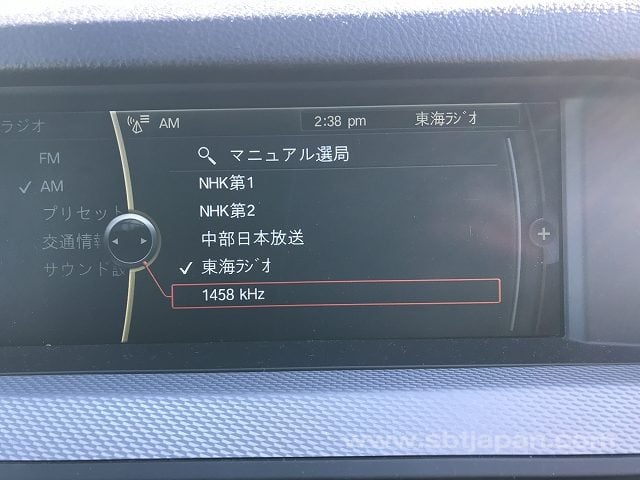 ラジオ
AM
2:38 pm
東海ﾗｼﾞｵ
FM
✓ AM
プリセット
交通情報
サウンド設
マニュアル選局
NHK第1
NHK第2
中部日本放送
✓ 東海ﾗｼﾞｵ
1458 kHz
www.sbtjapan.com